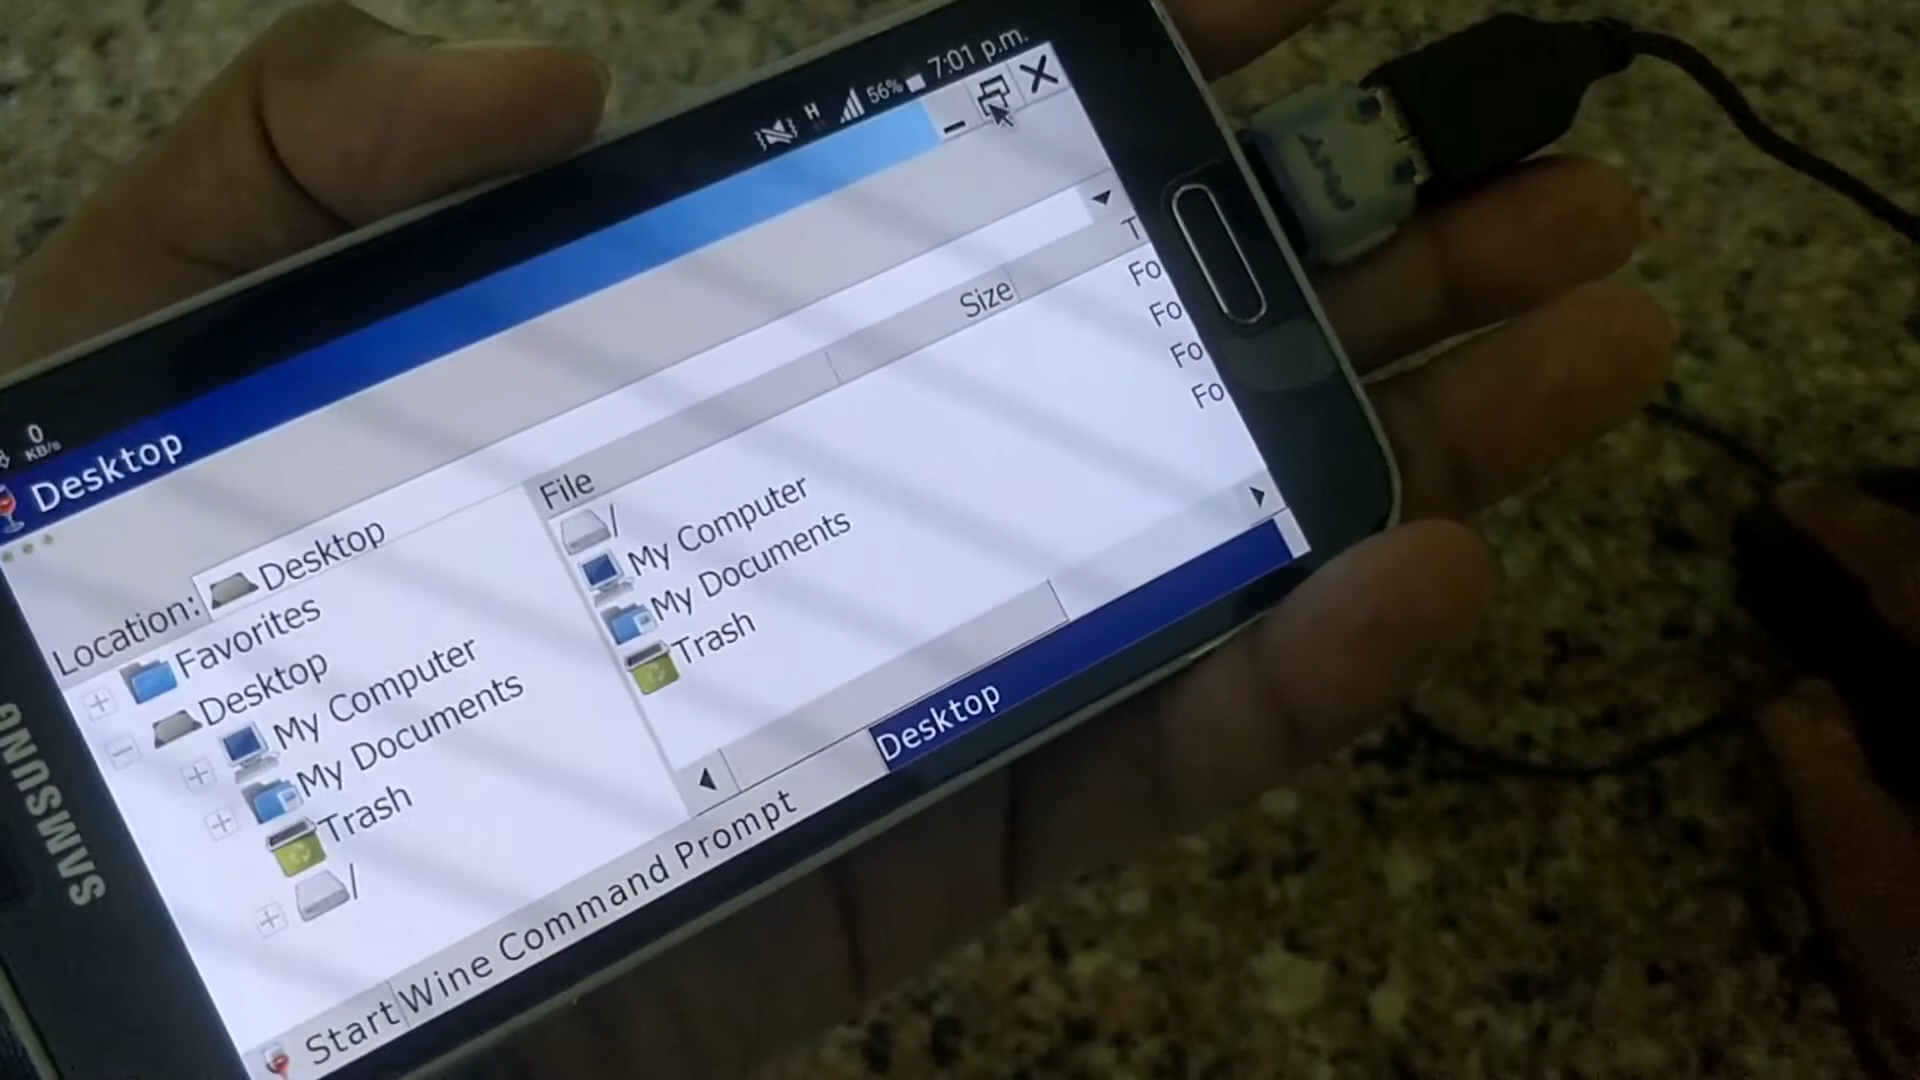 0
KB/s
H
56%
7:01 p.m.
Desktop
Location:
Desktop
Favorites
Desktop
My Computer
My Documents
Trash
/
File
Size
T
/
Fo
My Computer
Fo
My Documents
Fo
Trash
Fo
Start
Wine Command Prompt
Desktop
SAMSUNG